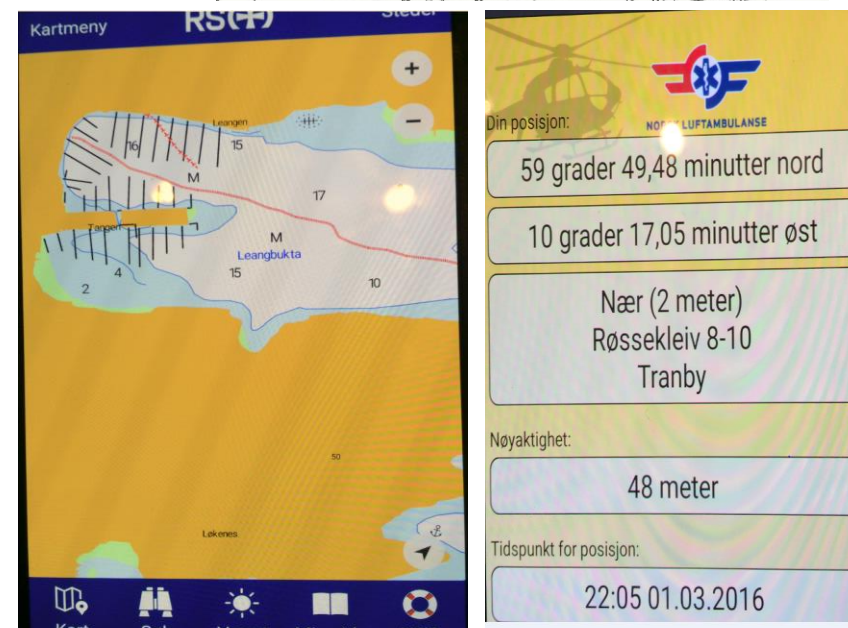 Kartmeny
RS
Steder
Leangen
16
15
M
17
Tangen
M
Leangbukta
15
10
4
2
50
Løkenes
Kart
Din posisjon:
NORSK LUFTAMBULANSE
59 grader 49,48 minutter nord
10 grader 17,05 minutter øst
Nær (2 meter)
Røssekleiv 8-10
Tranby
Nøyaktighet:
48 meter
Tidspunkt for posisjon:
22:05 01.03.2016